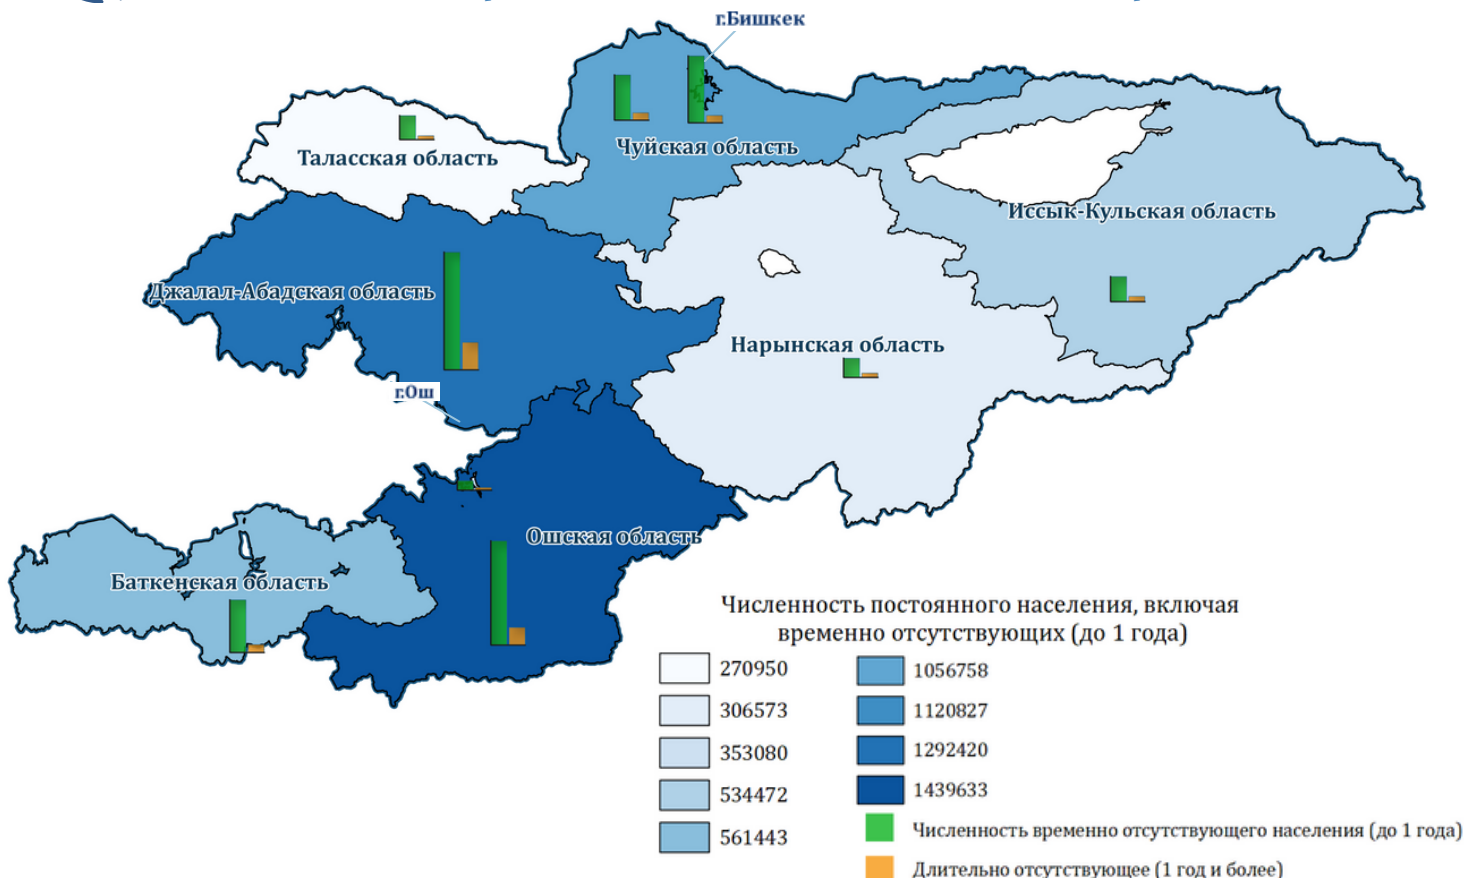 г.Бишкек
Таласская область
Чуйская область
Иссык-Кульская область
Джалал-Абадская область
Нарынская область
г.Ош
Ошская область
Баткенская область
Численность постоянного населения, включая
временно отсутствующих (до 1 года)
270950
306573
353080
534472
561443
1056758
1120827
1292420
1439633
Численность временно отсутствующего населения (до 1 года)
Длительно отсутствующее (1 год и более)